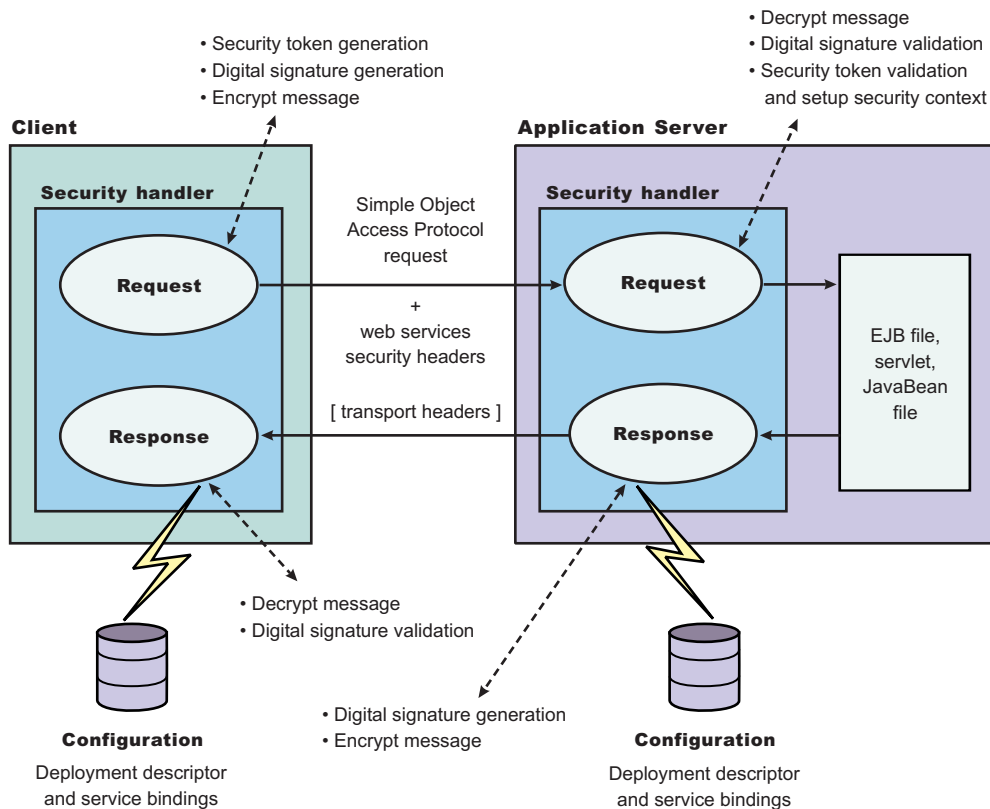 • Security token generation
• Digital signature generation
• Encrypt message
• Decrypt message
• Digital signature validation
• Security token validation
and setup security context
Client
Application Server
Security handler
Security handler
Simple Object
Access Protocol
request
Request
Request
+
web services
security headers
EJB file,
servlet,
JavaBean
file
[ transport headers ]
Response
Response
• Decrypt message
• Digital signature validation
• Digital signature generation
• Encrypt message
Configuration
Deployment descriptor
and service bindings
Configuration
Deployment descriptor
and service bindings